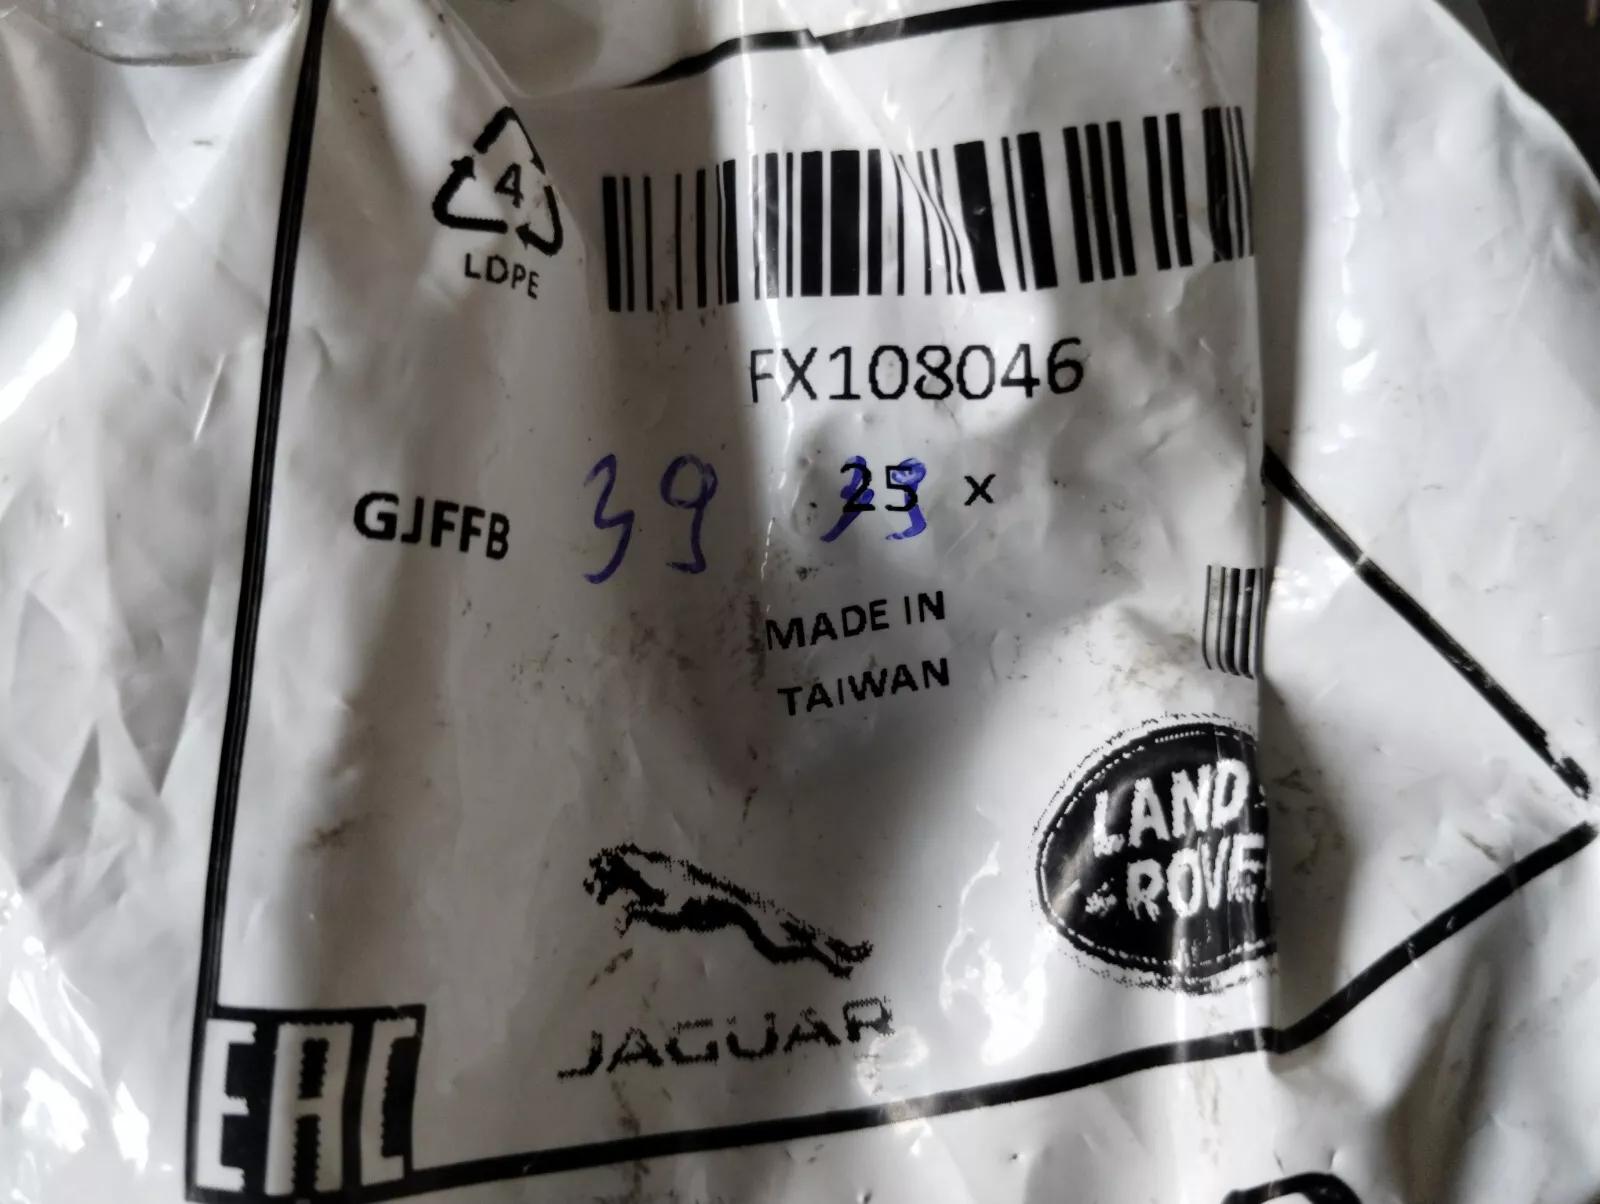 4
LDPE
FX108046
GJFFB 39 25 x
MADE IN
TAIWAN
LAND
ROVE
JAGUAR
EAC